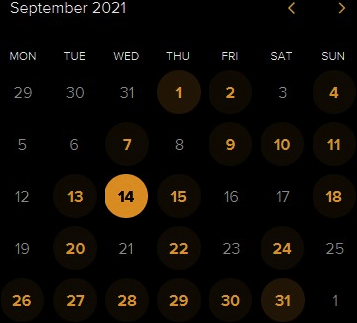 September 2021
MON TUE WED THU FRI SAT SUN
29 30 31 1 2 3 4
5 6 7 8 9 10 11
12 13 14 15 16 17 18
19 20 21 22 23 24 25
26 27 28 29 30 31 1